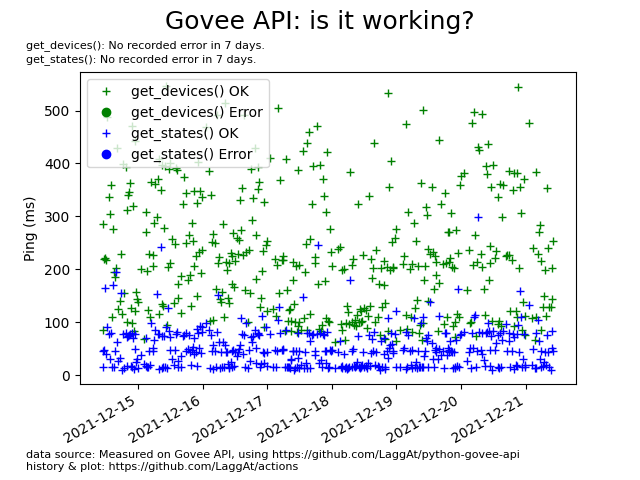 Govee API: is it working?
get_devices(): No recorded error in 7 days.
get_states(): No recorded error in 7 days.
get_devices() OK
get_devices() Error
get_states() OK
get_states() Error
Ping (ms)
500
400
300
200
100
0
2021-12-15
2021-12-16
2021-12-17
2021-12-18
2021-12-19
2021-12-20
2021-12-21
data source: Measured on Govee API, using https://github.com/LaggAt/python-govee-api
history & plot: https://github.com/LaggAt/actions